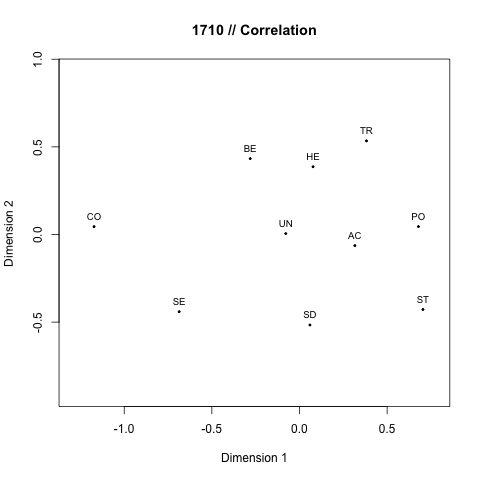 1710 // Correlation
Dimension 2
1.0
0.5
0.0
-0.5
TR
BE
HE
CO
UN
AC
PO
SE
SD
ST
-1.0
-0.5
0.0
0.5
Dimension 1